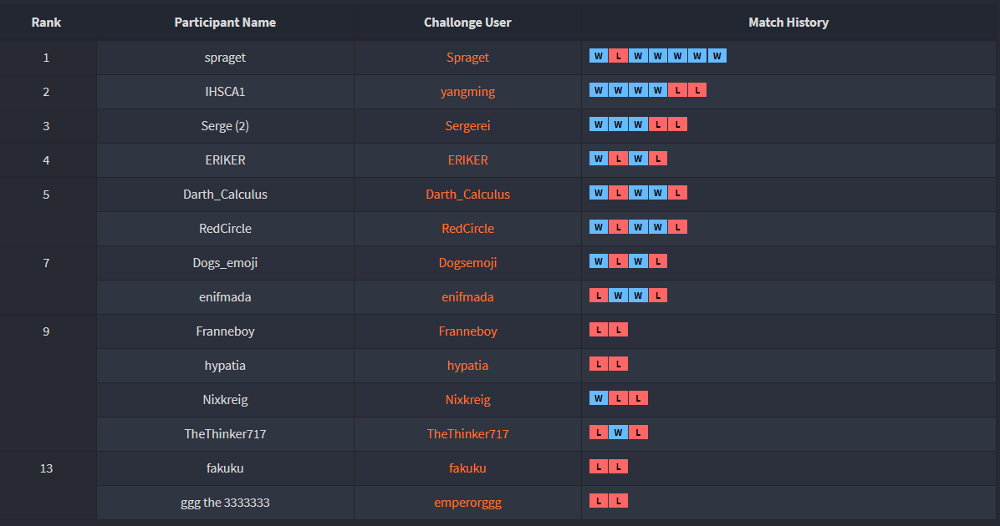 Rank Participant Name Challonge User Match History
1 spraget Spraget W L W W W W W
2 IHSCA1 yangming W W W W L L
3 Serge (2) Sergerei W W W L L
4 ERIKER ERIKER W L W L
5 Darth_Calculus Darth_Calculus W L W W L
RedCircle RedCircle W L W W L
7 Dogs_emoji Dogsemoji W L W L
enifmada enifmada L W W L
9 Franneboy Franneboy L L
hypatia hypatia L L
Nixkreig Nixkreig W L L
TheThinker717 TheThinker717 L W L
13 fakuku fakuku L L
ggg the 3333333 emperorggg L L